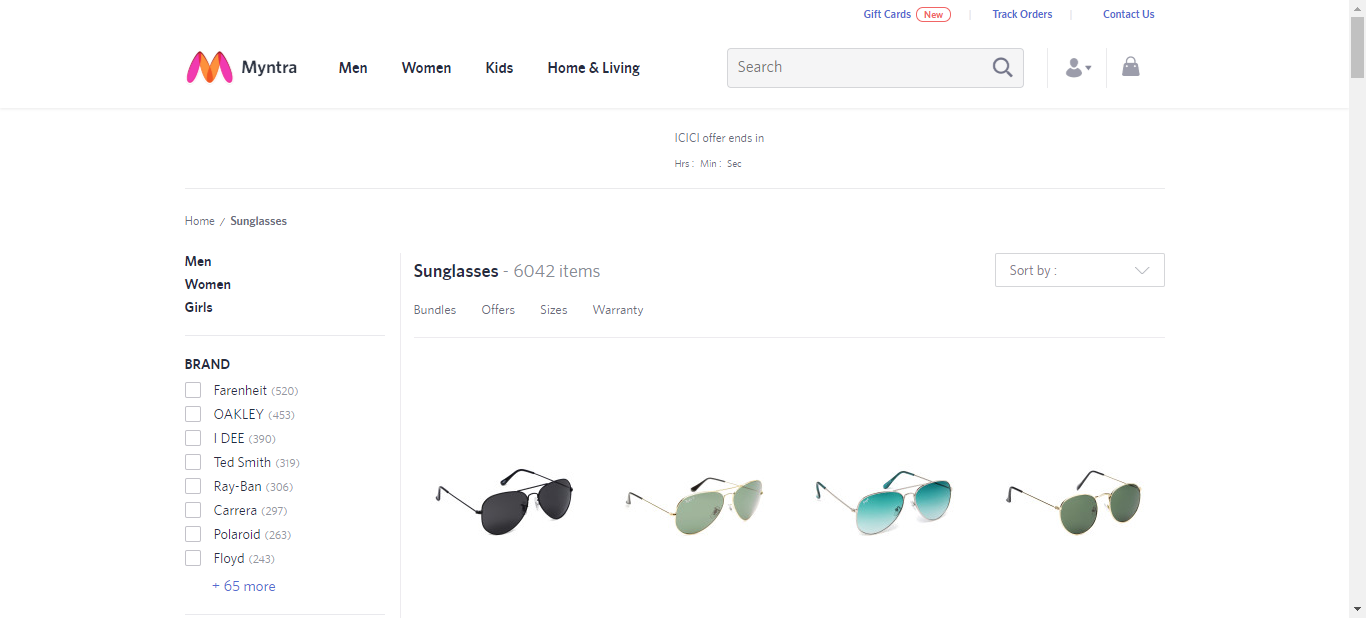 Gift Cards New Track Orders Contact Us
Myntra Men Women Kids Home & Living Search
ICICI offer ends in
Hrs : Min : Sec
Home / Sunglasses
Men
Women
Girls
BRAND
Farenheit (520)
OAKLEY (453)
I DEE (390)
Ted Smith (319)
Ray-Ban (306)
Carrera (297)
Polaroid (263)
Floyd (243)
+ 65 more
Sunglasses - 6042 items
Sort by :
Bundles Offers Sizes Warranty